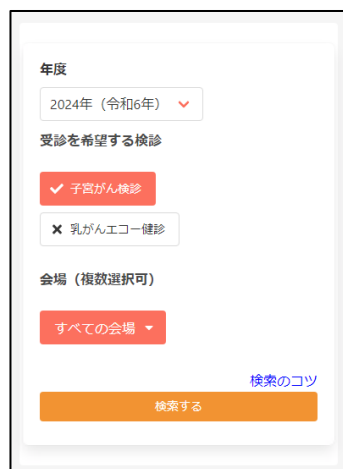 年度
2024年（令和6年）
受診を希望する検診
子宮がん検診
乳がんエコー健診
会場（複数選択可）
すべての会場
検索のコツ
検索する